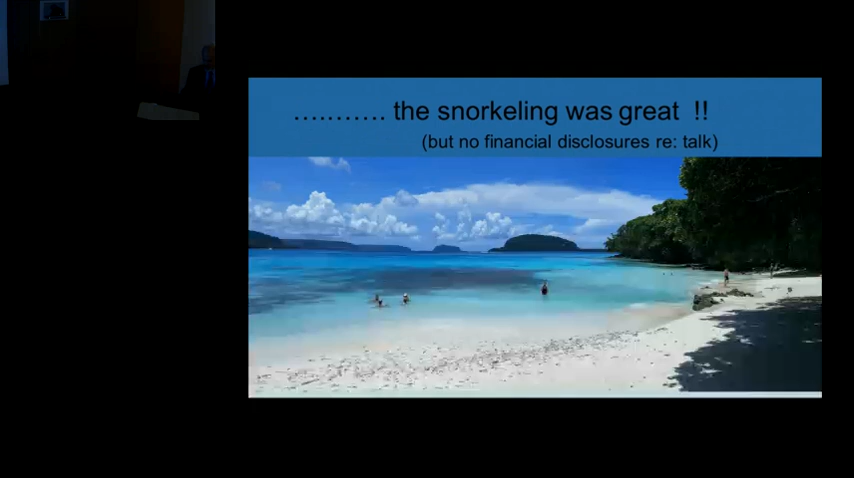 ........... the snorkeling was great !!
(but no financial disclosures re: talk)